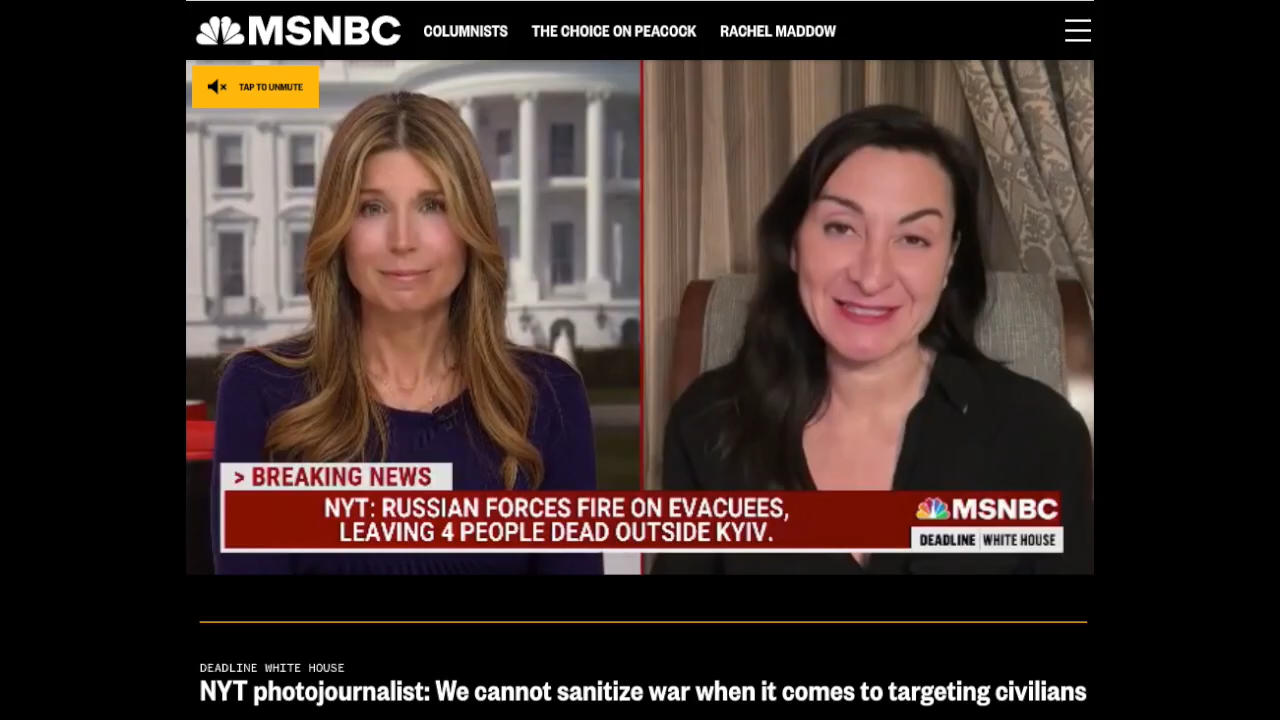 MSNBC COLUMNISTS THE CHOICE ON PEACOCK RACHEL MADDOW
TAP TO UNMUTE
> BREAKING NEWS
NYT: RUSSIAN FORCES FIRE ON EVACUEES,
LEAVING 4 PEOPLE DEAD OUTSIDE KYIV.
MSNBC
DEADLINE WHITE HOUSE
DEADLINE WHITE HOUSE
NYT photojournalist: We cannot sanitize war when it comes to targeting civilians